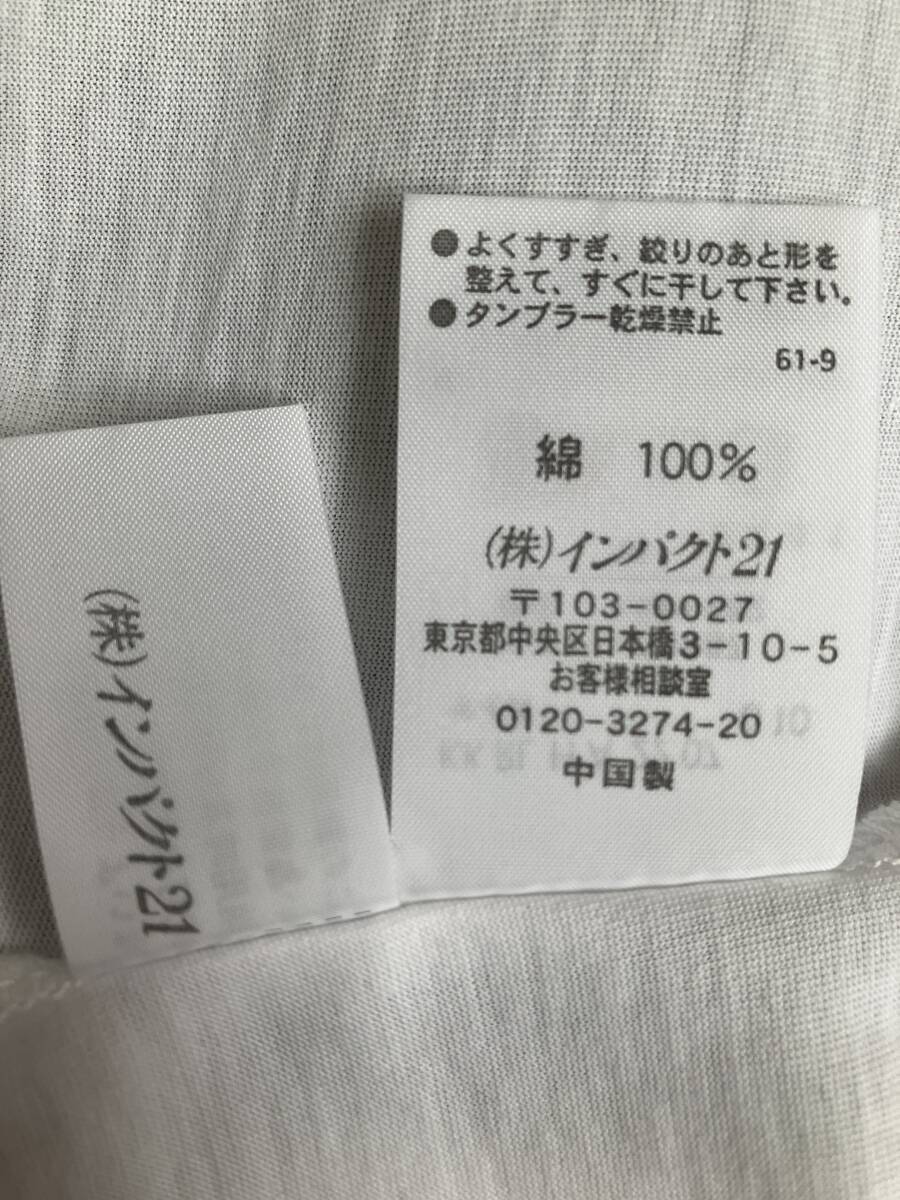 ●よくすすぎ、絞りのあと形を
整えて、すぐに干して下さい。
●タンブラー乾燥禁止
61-9
綿 100%
(株)インパクト21
〒103-0027
東京都中央区日本橋3-10-5
お客様相談室
0120-3274-20
中国製
(株)インパクト21